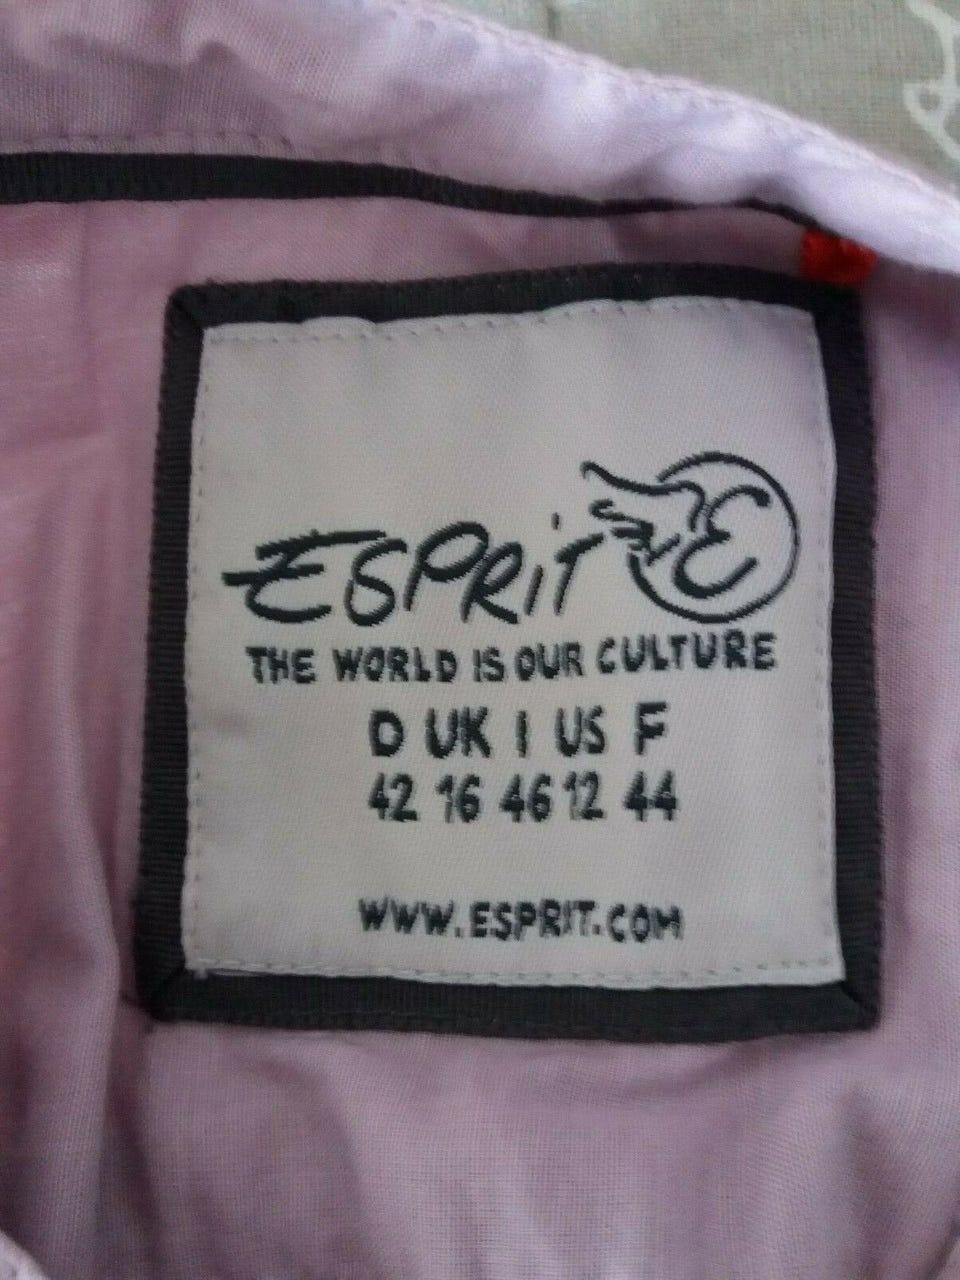 ESPRiT E
THE WORLD IS OUR CULTURE
D UK I US F
42 16 46 12 44
WWW.ESPRIT.COM